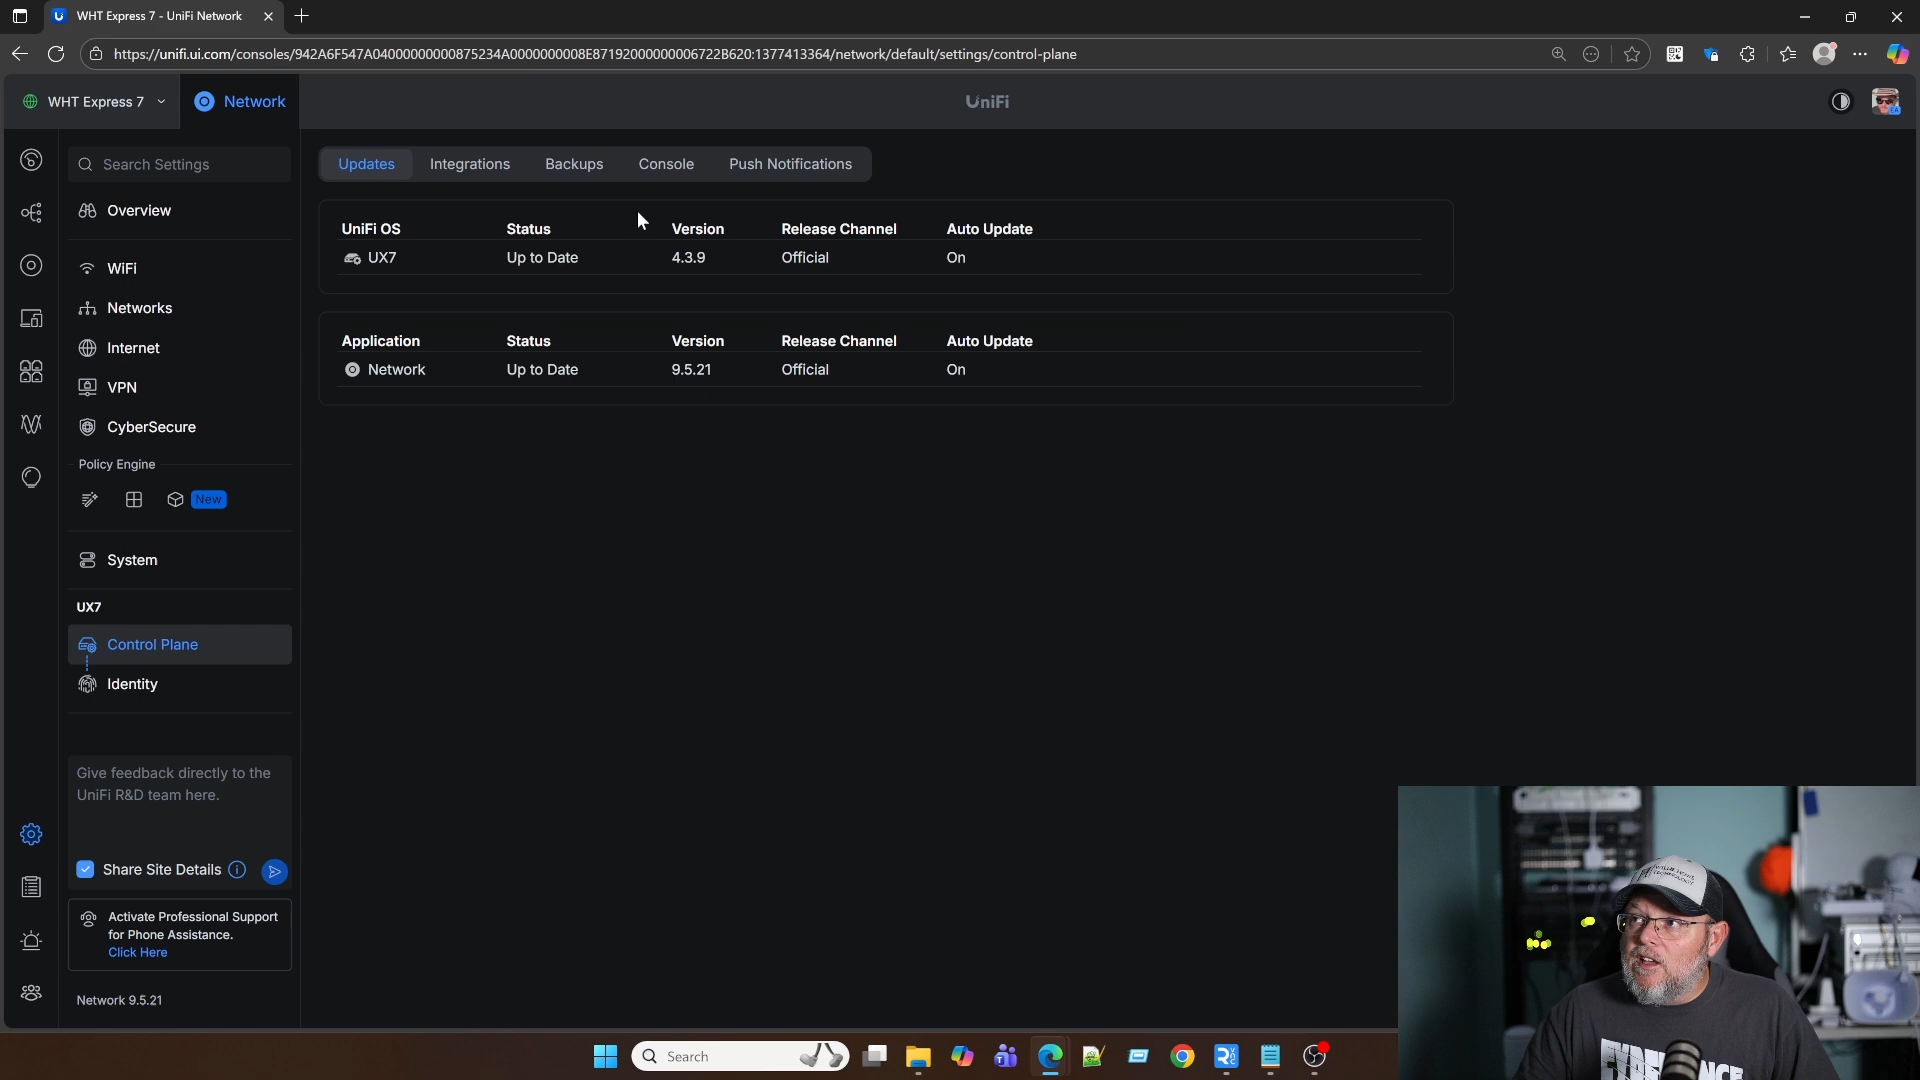 WHT Express 7 - UniFi Network
https://unifi.ui.com/consoles/942A6F547A04000000000875234A0000000008E87192000000006722B620:1377413364/network/default/settings/control-plane
WHT Express 7
Network
UniFi
Search Settings
Updates
Integrations
Backups
Console
Push Notifications
Overview
UniFi OS Status Version Release Channel Auto Update
UX7 Up to Date 4.3.9 Official On
WiFi
Networks
Application Status Version Release Channel Auto Update
Network Up to Date 9.5.21 Official On
Internet
VPN
CyberSecure
Policy Engine
New
System
UX7
Control Plane
Identity
Give feedback directly to the
UniFi R&D team here.
Share Site Details
Activate Professional Support
for Phone Assistance.
Click Here
Network 9.5.21
Search